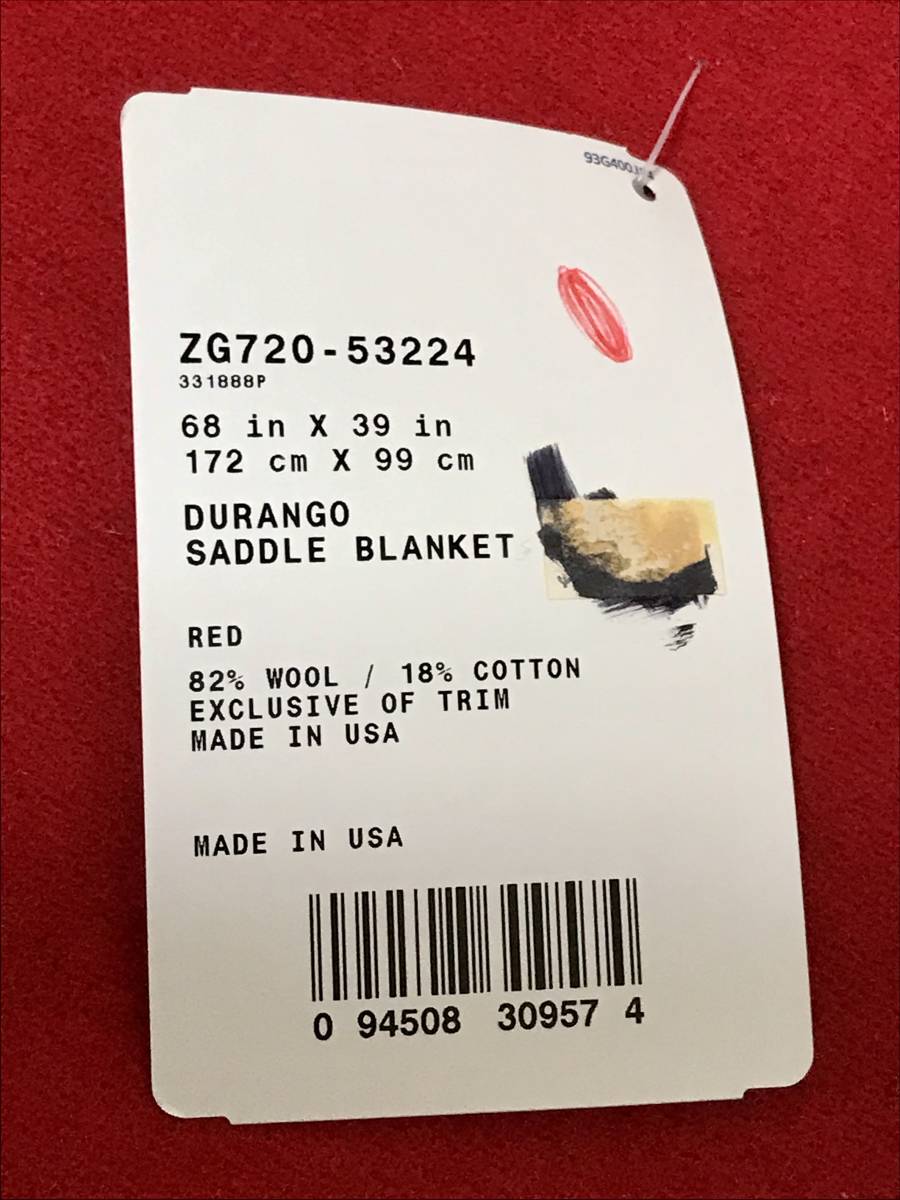 ZG720-53224
331888P
68 in X 39 in
172 cm X 99 cm
DURANGO
SADDLE BLANKET
RED
82% WOOL / 18% COTTON
EXCLUSIVE OF TRIM
MADE IN USA
MADE IN USA
0 94508 30957 4